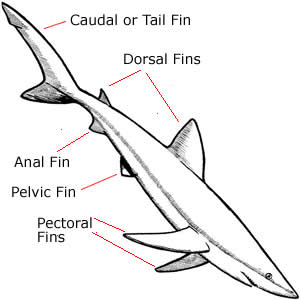 Caudal or Tail Fin
Dorsal Fins
Anal Fin
Pelvic Fin
Pectoral
Fins